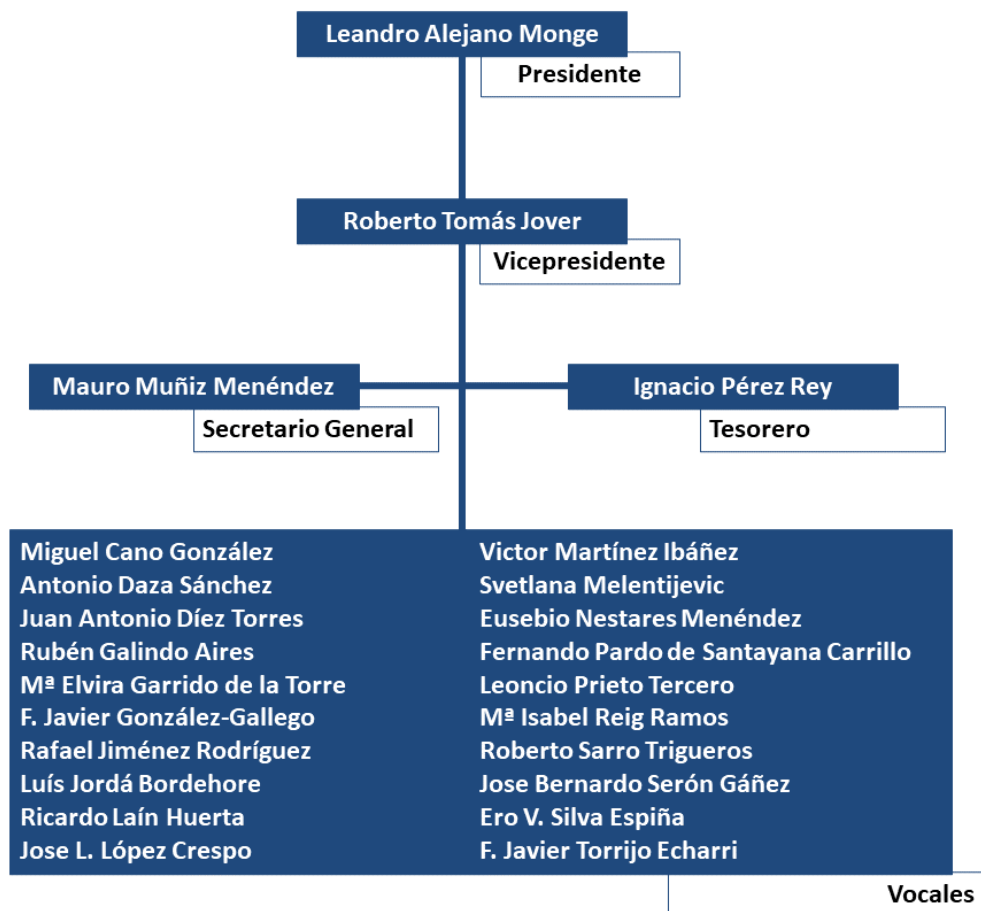 Leandro Alejano Monge
Presidente
Roberto Tomás Jover
Vicepresidente
Mauro Muñiz Menéndez
Secretario General
Ignacio Pérez Rey
Tesorero
Miguel Cano González
Antonio Daza Sánchez
Juan Antonio Díez Torres
Rubén Galindo Aires
Mª Elvira Garrido de la Torre
F. Javier González-Gallego
Rafael Jiménez Rodríguez
Luís Jordá Bordehore
Ricardo Laín Huerta
Jose L. López Crespo
Victor Martínez Ibáñez
Svetlana Melentijevic
Eusebio Nestares Menéndez
Fernando Pardo de Santayana Carrillo
Leoncio Prieto Tercero
Mª Isabel Reig Ramos
Roberto Sarro Trigueros
Jose Bernardo Serón Gáñez
Ero V. Silva Espiña
F. Javier Torrijo Echarri
Vocales